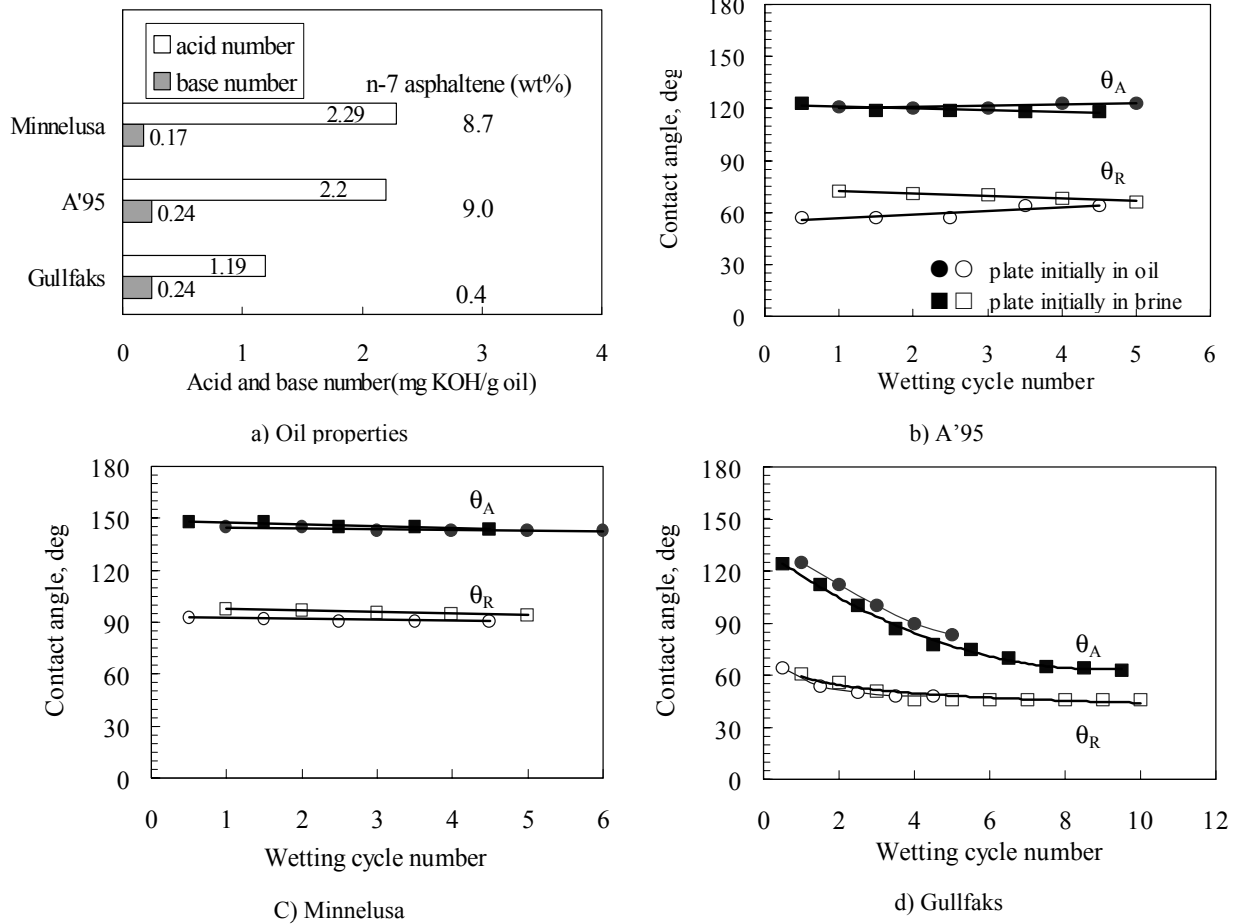 acid number
base number
n-7 asphaltene (wt%)
Minnelusa
2.29
0.17
8.7
A'95
2.2
0.24
9.0
Gullfaks
1.19
0.24
0.4
0 1 2 3 4
Acid and base number(mg KOH/g oil)
a) Oil properties
180
150
120
90
60
30
0
Contact angle, deg
θA
θR
plate initially in oil
plate initially in brine
0 1 2 3 4 5 6
Wetting cycle number
b) A’95
180
150
120
90
60
30
0
Contact angle, deg
θA
θR
0 1 2 3 4 5 6
Wetting cycle number
C) Minnelusa
180
150
120
90
60
30
0
Contact angle, deg
θA
θR
0 2 4 6 8 10 12
Wetting cycle number
d) Gullfaks